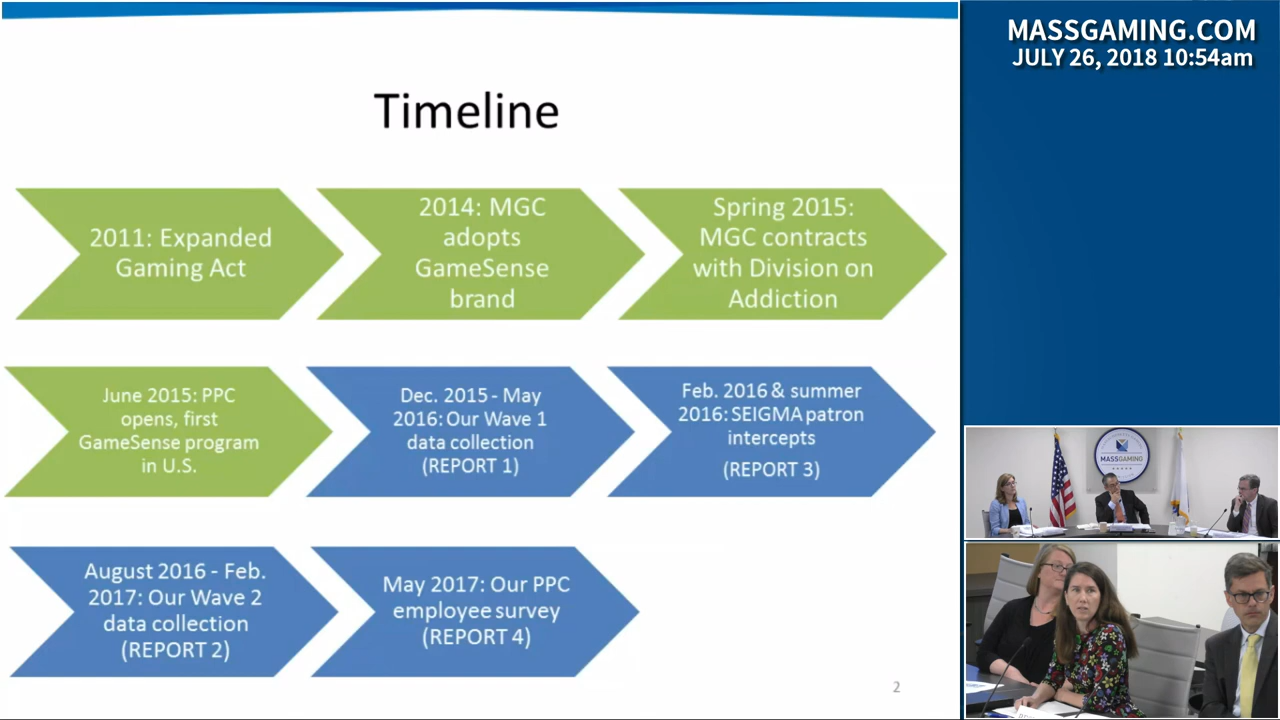 MASSGAMING.COM
JULY 26, 2018 10:54am
Timeline
2011: Expanded
Gaming Act
2014: MGC
adopts
GameSense
brand
Spring 2015:
MGC contracts
with Division on
Addiction
June 2015: PPC
opens, first
GameSense program
in U.S.
Dec. 2015 - May
2016: Our Wave 1
data collection
(REPORT 1)
Feb. 2016 & summer
2016: SEIGMA patron
intercepts
(REPORT 3)
August 2016 - Feb.
2017: Our Wave 2
data collection
(REPORT 2)
May 2017: Our PPC
employee survey
(REPORT 4)
2
MASSGAMING